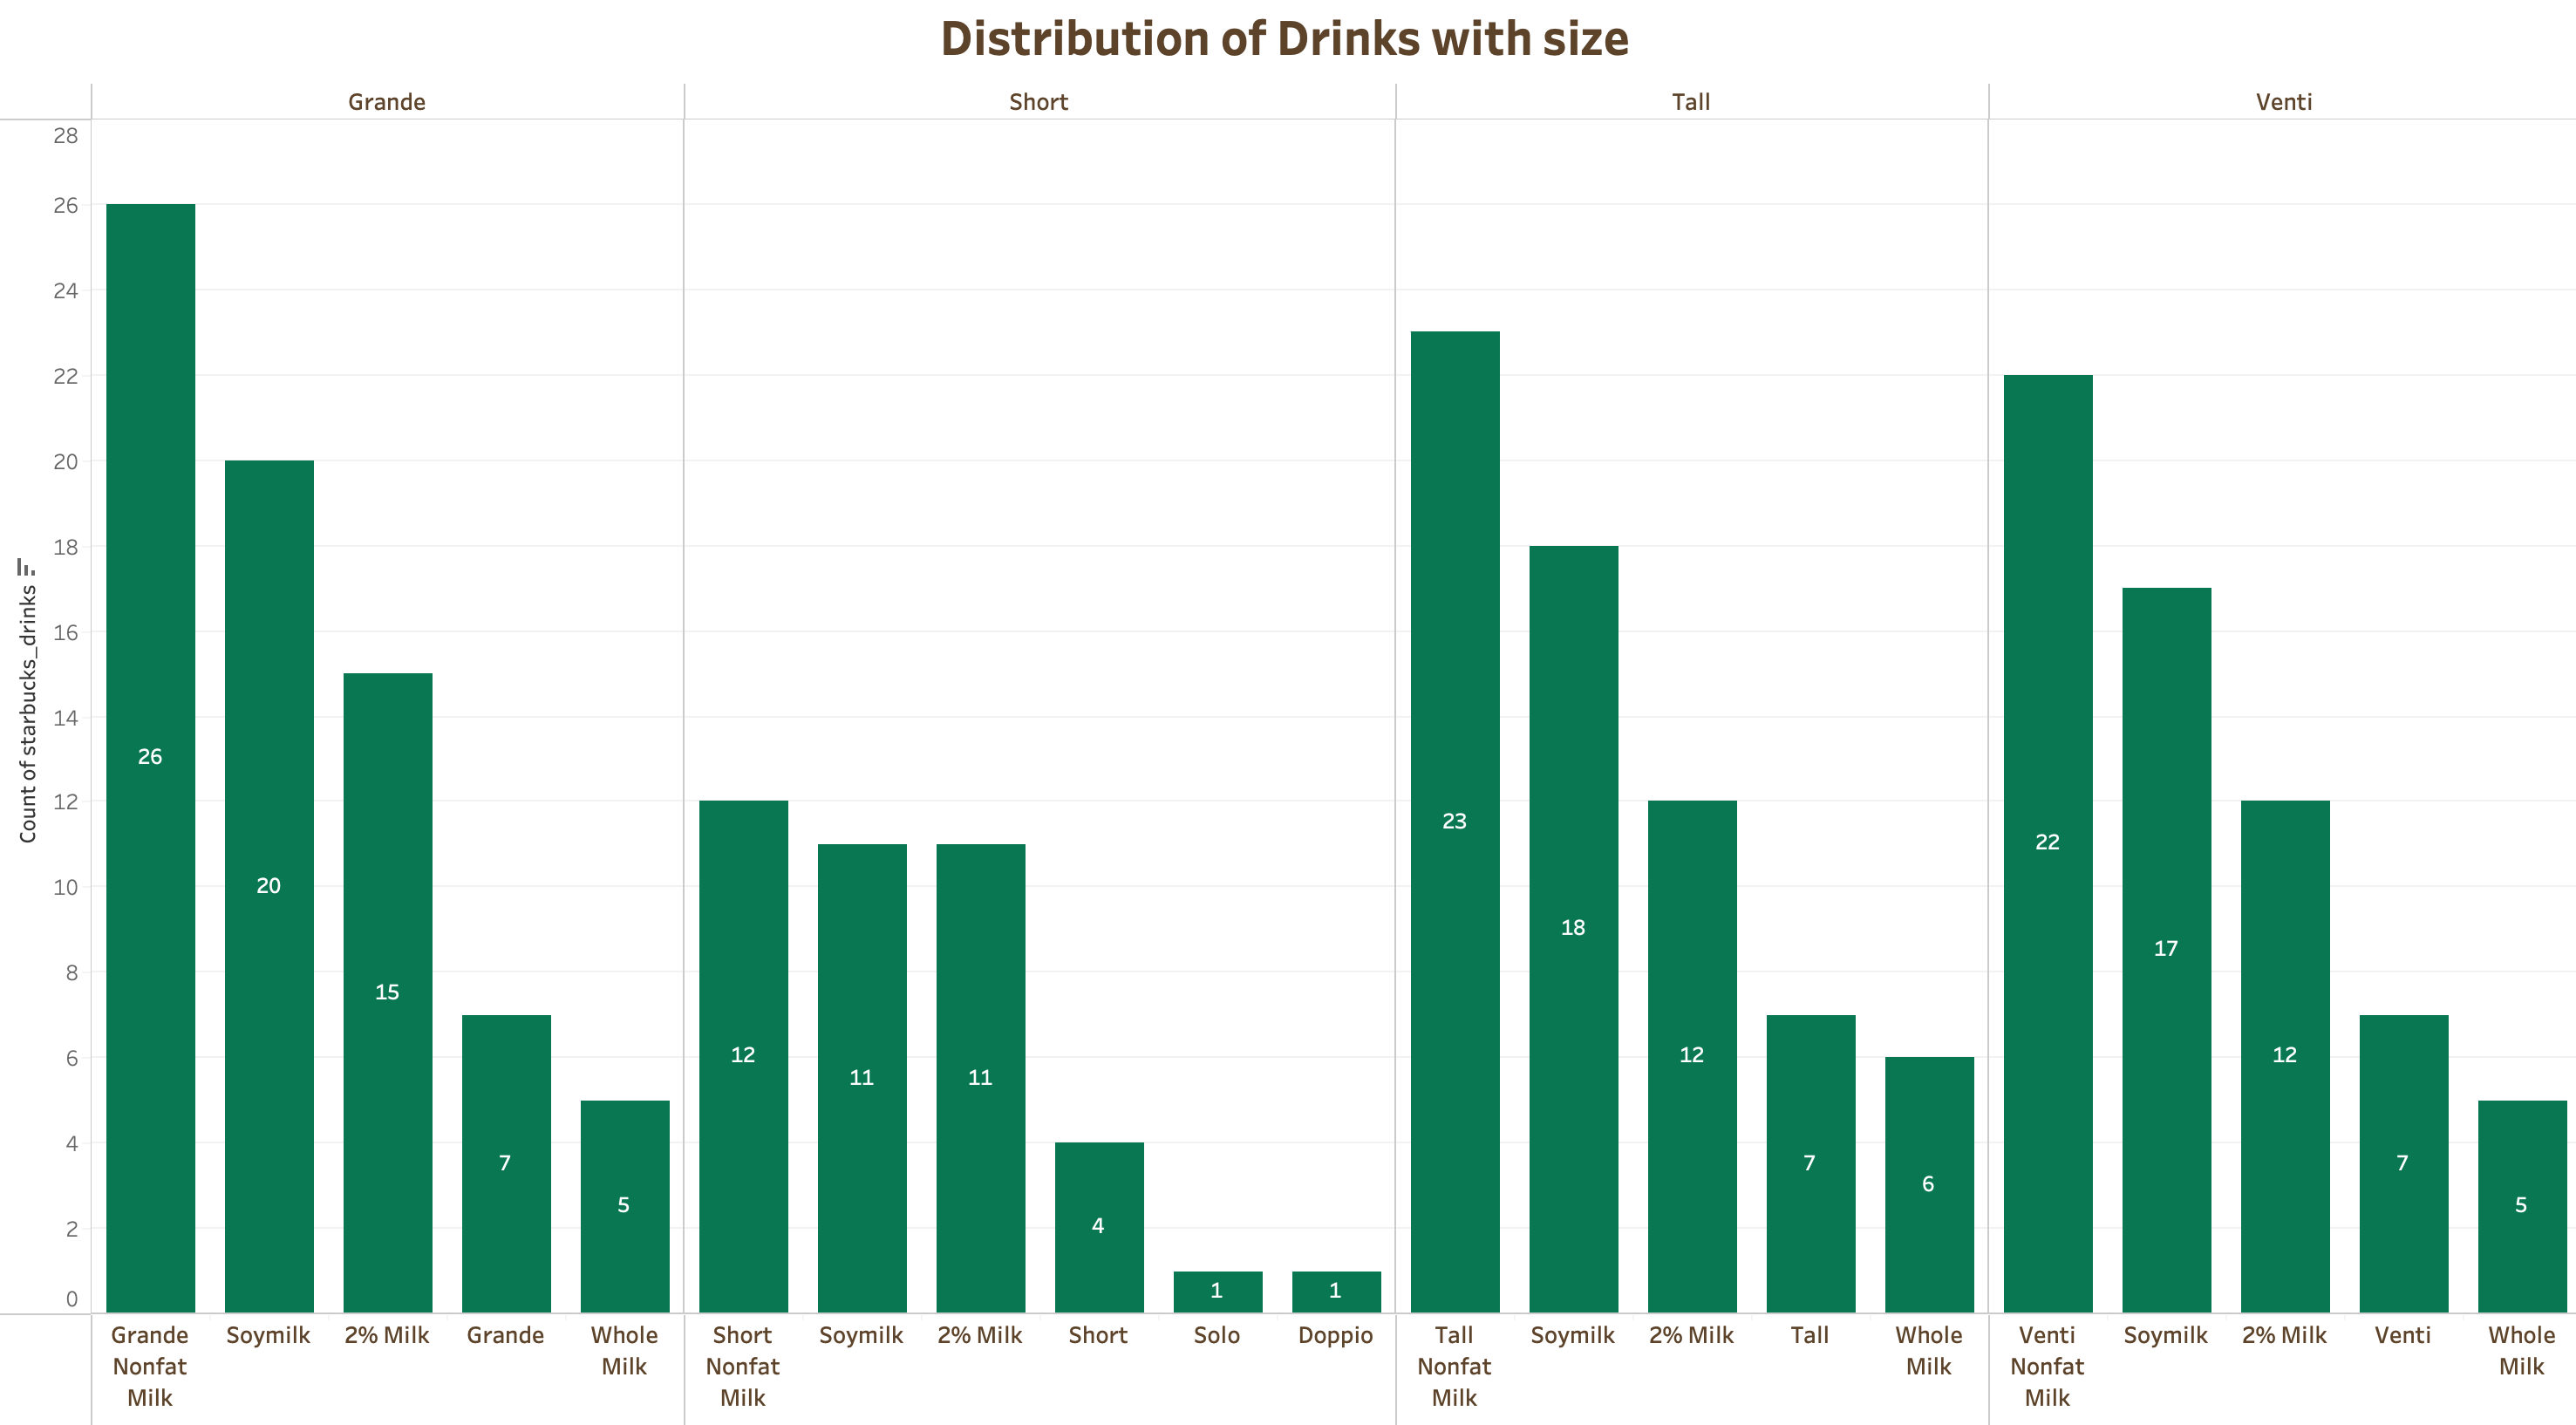 Distribution of Drinks with size
Grande
Short
Tall
Venti
Count of starbucks_drinks
28
26
24
22
20
18
16
14
12
10
8
6
4
2
0
26
20
15
7
5
12
11
11
4
1
1
23
18
12
7
6
22
17
12
7
5
Grande
Nonfat
Milk
Soymilk
2% Milk
Grande
Whole
Milk
Short
Nonfat
Milk
Soymilk
2% Milk
Short
Solo
Doppio
Tall
Nonfat
Milk
Soymilk
2% Milk
Tall
Whole
Milk
Venti
Nonfat
Milk
Soymilk
2% Milk
Venti
Whole
Milk